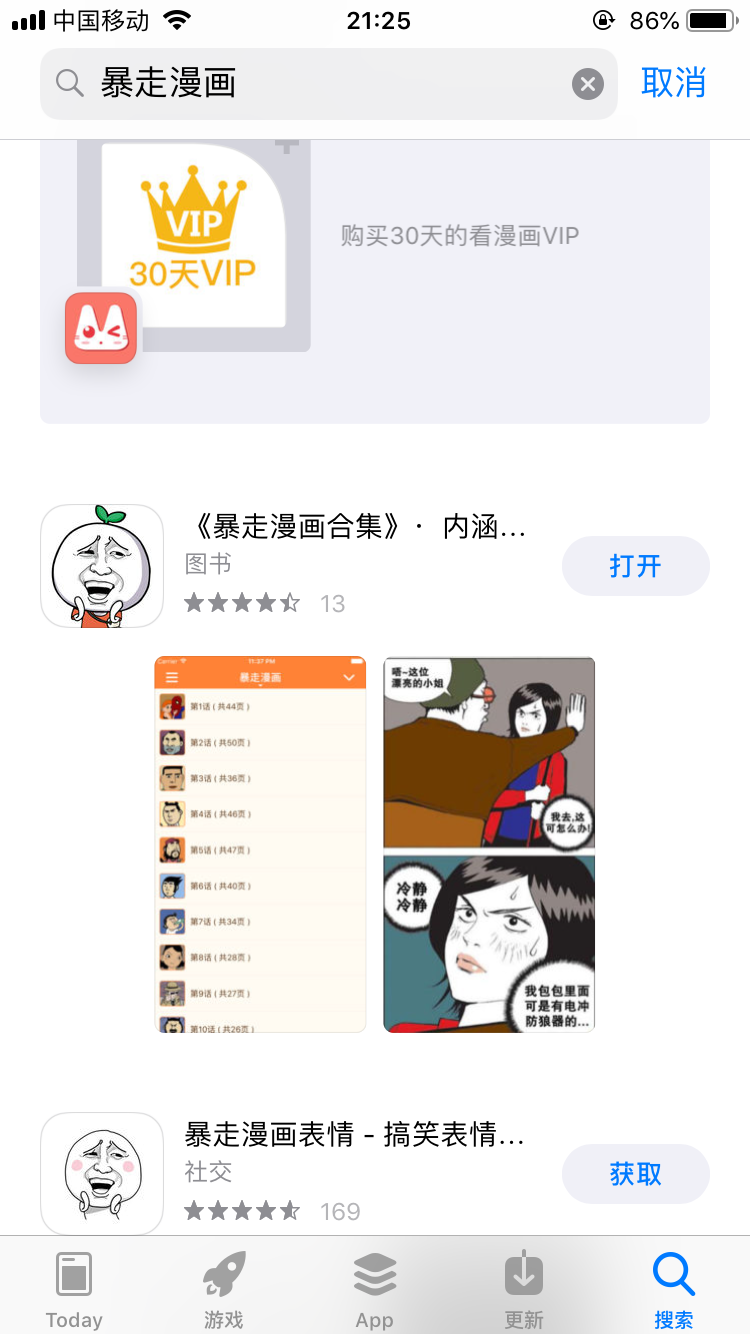 中国移动
21:25
86%
暴走漫画
取消
VIP
30天VIP
购买30天的看漫画VIP
《暴走漫画合集》· 内涵...
图书
13
打开
Carrier
11:37 PM
暴走漫画
第1话 ( 共44页 )
第2话 ( 共50页 )
第3话 ( 共36页 )
第4话 ( 共46页 )
第5话 ( 共47页 )
第6话 ( 共40页 )
第7话 ( 共34页 )
第8话 ( 共28页 )
第9话 ( 共27页 )
第10话 ( 共26页 )
唔~这位
漂亮的小姐
我去,这
可怎么办!
冷静
冷静
我包包里面
可是有电冲
防狼器的...
暴走漫画表情 - 搞笑表情...
社交
169
获取
Today
游戏
App
更新
搜索